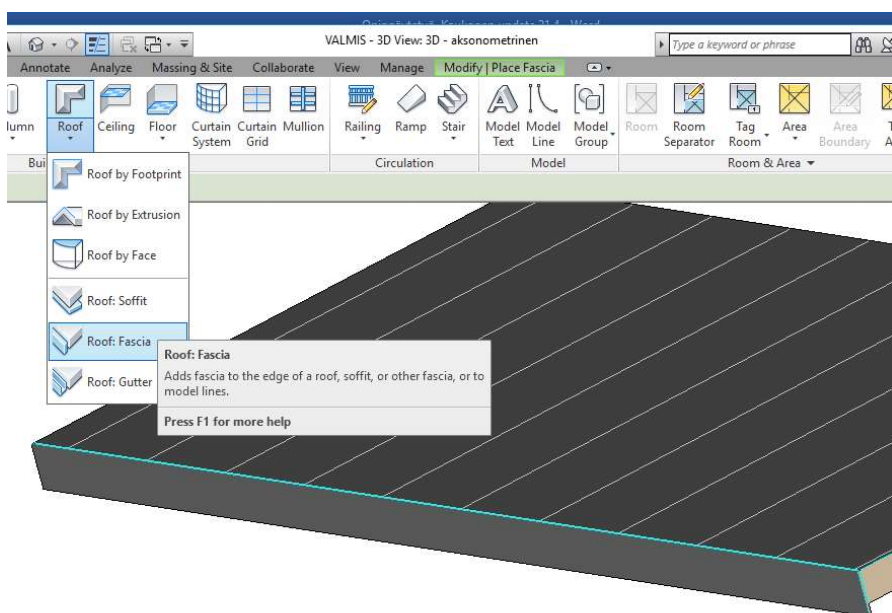 VALMIS - 3D View: 3D - aksonometrinen
Type a keyword or phrase
Annotate Analyze Massing & Site Collaborate View Manage Modify | Place Fascia
Roof Ceiling Floor Curtain System Curtain Grid Mullion Railing Ramp Stair Model Text Model Line Model Group Room Room Separator Tag Room Area Area Boundary
Circulation Model Room & Area
Roof by Footprint
Roof by Extrusion
Roof by Face
Roof: Soffit
Roof: Fascia
Roof: Gutter
Roof: Fascia
Adds fascia to the edge of a roof, soffit, or other fascia, or to
model lines.
Press F1 for more help